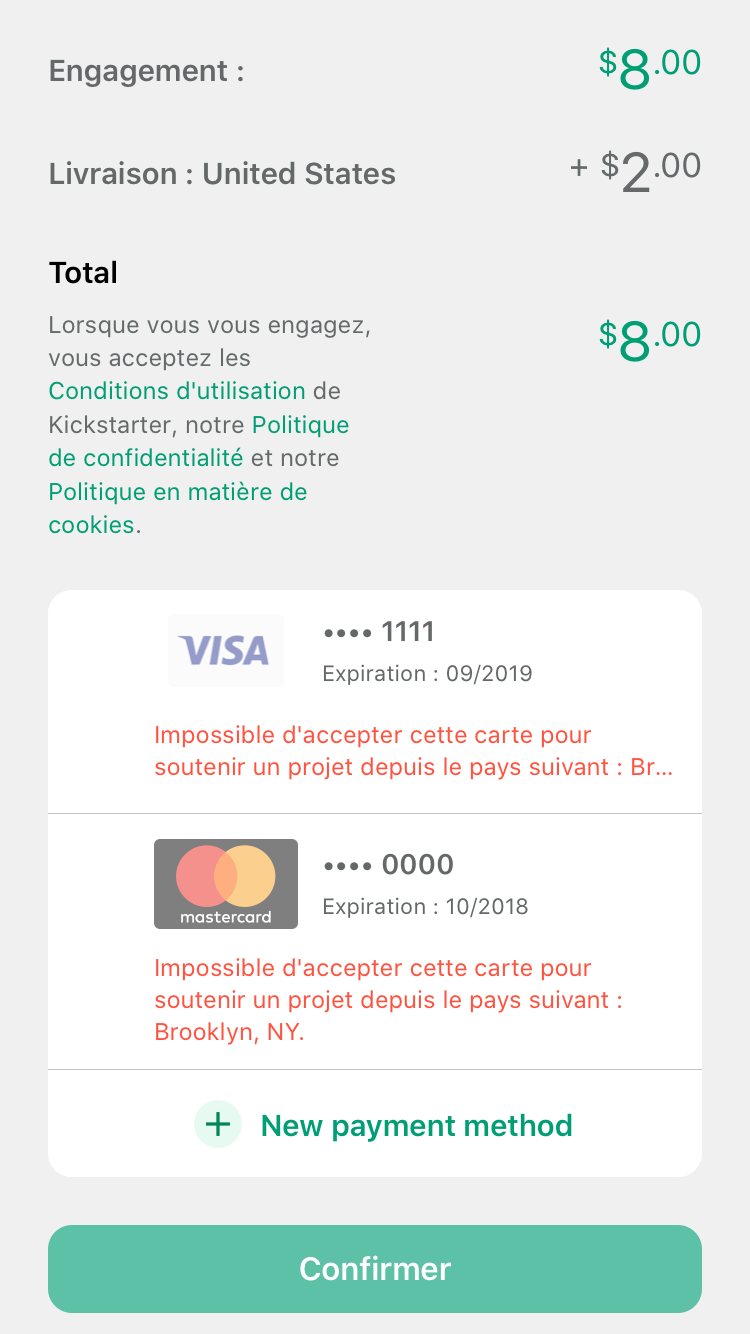 Engagement :
$8.00
Livraison : United States
+ $2.00
Total
Lorsque vous vous engagez,
vous acceptez les
Conditions d'utilisation de
Kickstarter, notre Politique
de confidentialité et notre
Politique en matière de
cookies.
$8.00
VISA
•••• 1111
Expiration : 09/2019
Impossible d'accepter cette carte pour
soutenir un projet depuis le pays suivant : Br...
mastercard
•••• 0000
Expiration : 10/2018
Impossible d'accepter cette carte pour
soutenir un projet depuis le pays suivant :
Brooklyn, NY.
+ New payment method
Confirmer